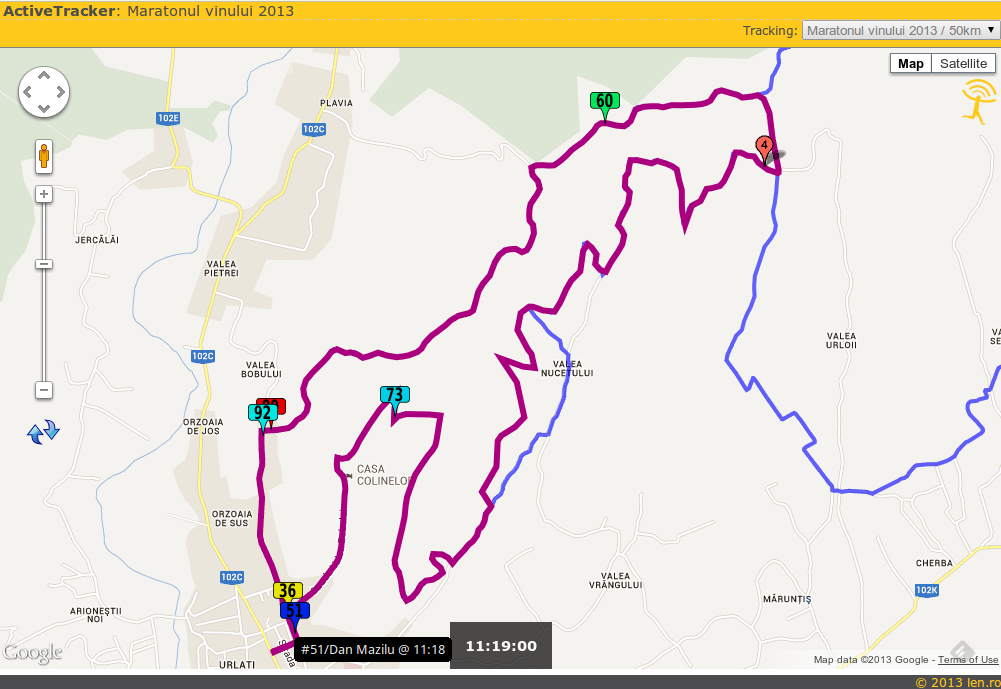 ActiveTracker: Maratonul vinului 2013
Tracking: Maratonul vinului 2013 / 50km
Map Satellite
60
PLAVIA
102E
102C
4
JERCĂLĂI
VALEA
PIETREI
VALEA
URLOII
102C
VALEA
BOBULUI
VALEA
NUCETULUI
73
92
ORZOAIA
DE JOS
CASA
COLINELOR
ORZOAIA
DE SUS
CHERBA
102C
VALEA
VRÂNGULUI
36
102K
MĂRUNȚIȘ
51
ARIONEȘTII
NOI
#51/Dan Mazilu @ 11:18
11:19:00
Google
URLATI
Map data ©2013 Google - Terms of Use
© 2013 len.ro